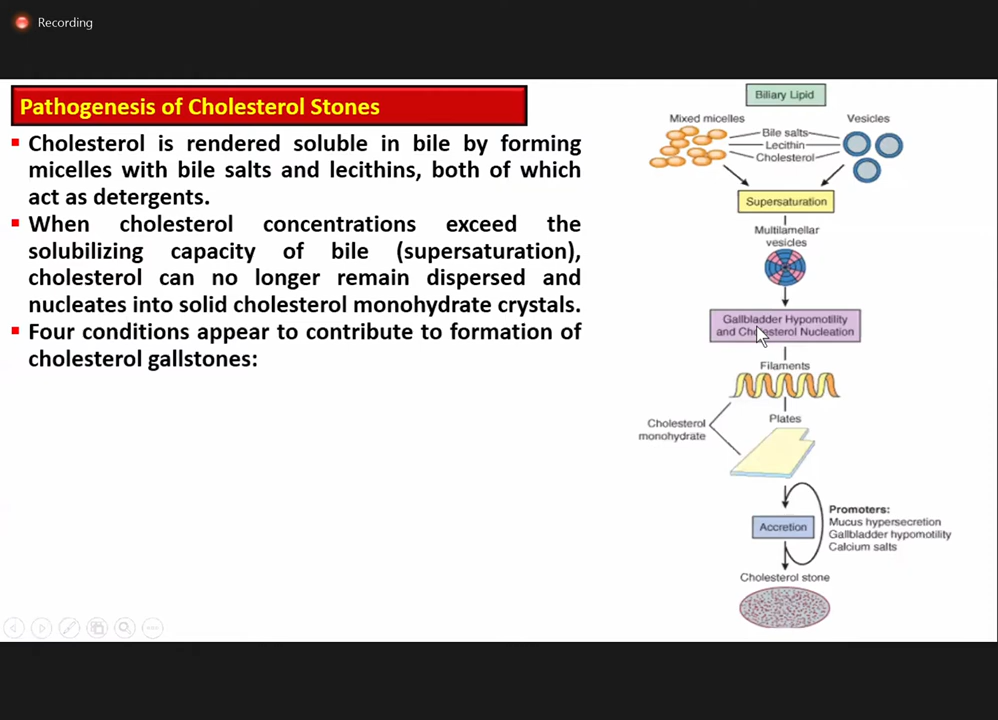 Recording
Pathogenesis of Cholesterol Stones
Cholesterol is rendered soluble in bile by forming
micelles with bile salts and lecithins, both of which
act as detergents.
When cholesterol concentrations exceed the
solubilizing capacity of bile (supersaturation),
cholesterol can no longer remain dispersed and
nucleates into solid cholesterol monohydrate crystals.
Four conditions appear to contribute to formation of
cholesterol gallstones:
Biliary Lipid
Mixed micelles
Vesicles
Bile salts
Lecithin
Cholesterol
Supersaturation
Multilamellar
vesicles
Gallbladder Hypomotility
and Cholesterol Nucleation
Filaments
Cholesterol
monohydrate
Plates
Accretion
Promoters:
Mucus hypersecretion
Gallbladder hypomotility
Calcium salts
Cholesterol stone